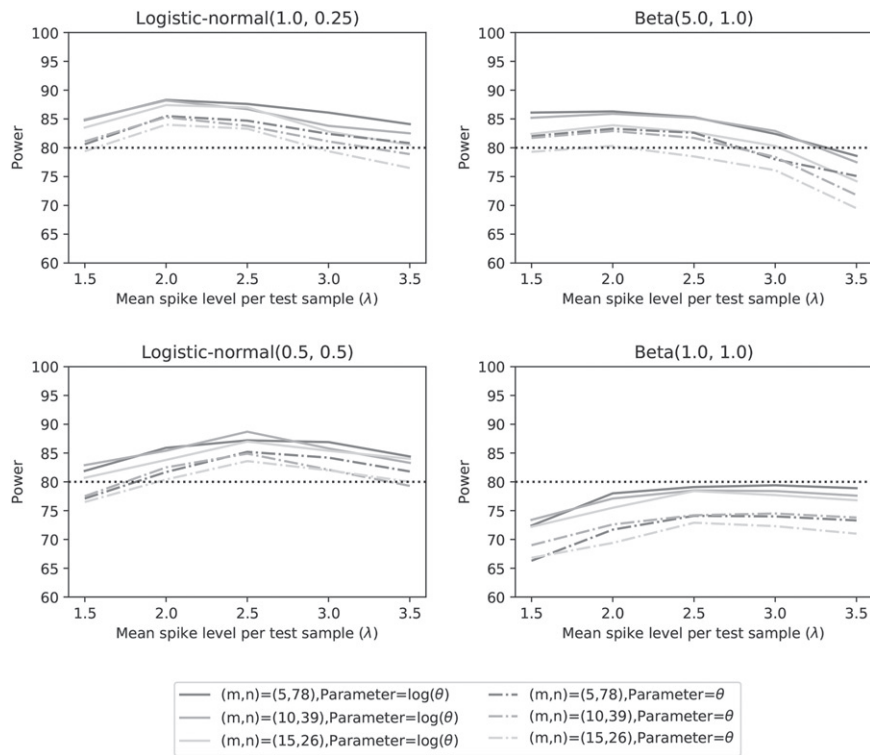 Logistic-normal(1.0, 0.25)
Power
100
95
90
85
80
75
70
65
60
1.5 2.0 2.5 3.0 3.5
Mean spike level per test sample (λ)
Beta(5.0, 1.0)
Power
100
95
90
85
80
75
70
65
60
1.5 2.0 2.5 3.0 3.5
Mean spike level per test sample (λ)
Logistic-normal(0.5, 0.5)
Power
100
95
90
85
80
75
70
65
60
1.5 2.0 2.5 3.0 3.5
Mean spike level per test sample (λ)
Beta(1.0, 1.0)
Power
100
95
90
85
80
75
70
65
60
1.5 2.0 2.5 3.0 3.5
Mean spike level per test sample (λ)
(m,n)=(5,78),Parameter=log(θ)
(m,n)=(10,39),Parameter=log(θ)
(m,n)=(15,26),Parameter=log(θ)
(m,n)=(5,78),Parameter=θ
(m,n)=(10,39),Parameter=θ
(m,n)=(15,26),Parameter=θ